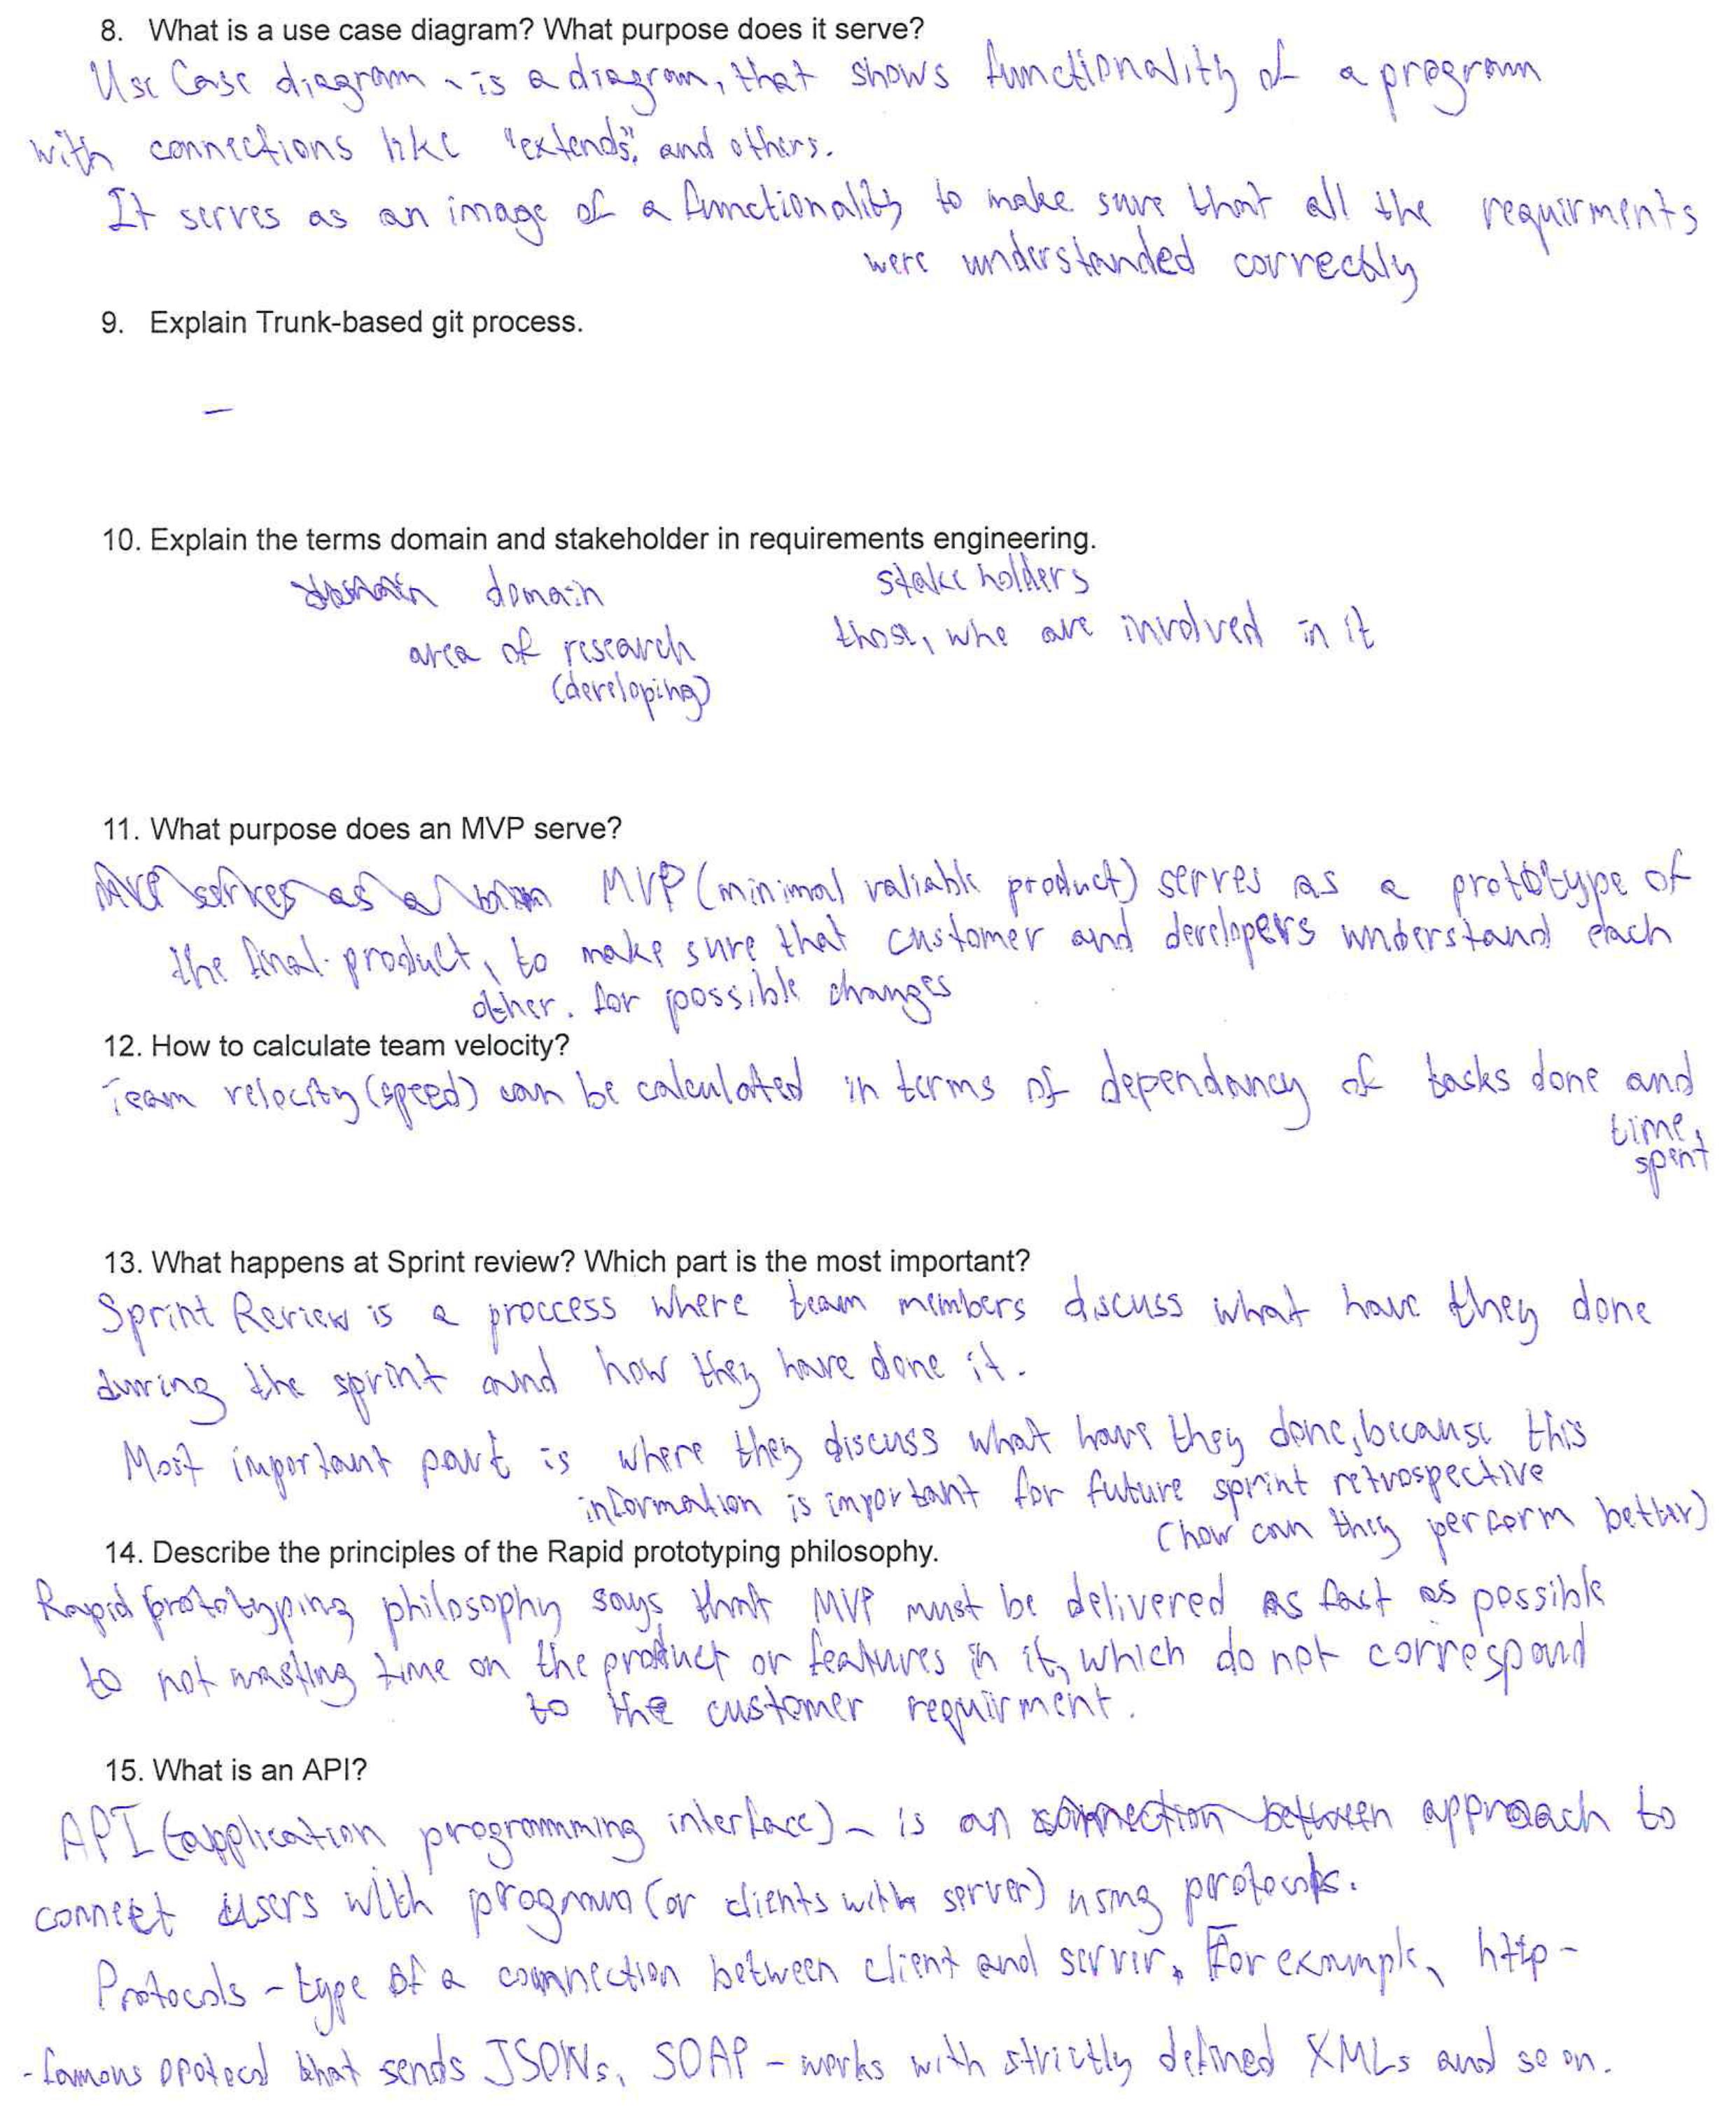 8. What is a use case diagram? What purpose does it serve?
Use Case diagram - is a diagram, that shows functionality of a program
with connections like "extends", and others.
It serves as an image of a functionality to make sure that all the requirments
were understanded correctly
9. Explain Trunk-based git process.
-
10. Explain the terms domain and stakeholder in requirements engineering.
domain stakeholders
area of research those, who are involved in it
(developing)
11. What purpose does an MVP serve?
MVP serves as a MVP (minimal valiable product) serves as a prototype of
the final product, to make sure that customer and developers understand each
other. for possible changes
12. How to calculate team velocity?
Team velocity (speed) can be calculated in terms of dependancy of tasks done and
time
spent
13. What happens at Sprint review? Which part is the most important?
Sprint Review is a proccess where team members discuss what have they done
during the sprint and how they have done it.
Most important part is where they discuss what have they done, because this
information is important for future sprint retrospective
(how can they perform better)
14. Describe the principles of the Rapid prototyping philosophy.
Rapid prototyping philosophy says that MVP must be delivered as fast as possible
to not wasting time on the product or features in it, which do not correspond
to the customer requirment.
15. What is an API?
API (application programming interface) - is an connection between approach to
connect users with program (or clients with server) using protocols.
Protocols - type of a connection between client and server. For example, http -
- famous protocol that sends JSONs, SOAP - works with strictly defined XMLs and so on.